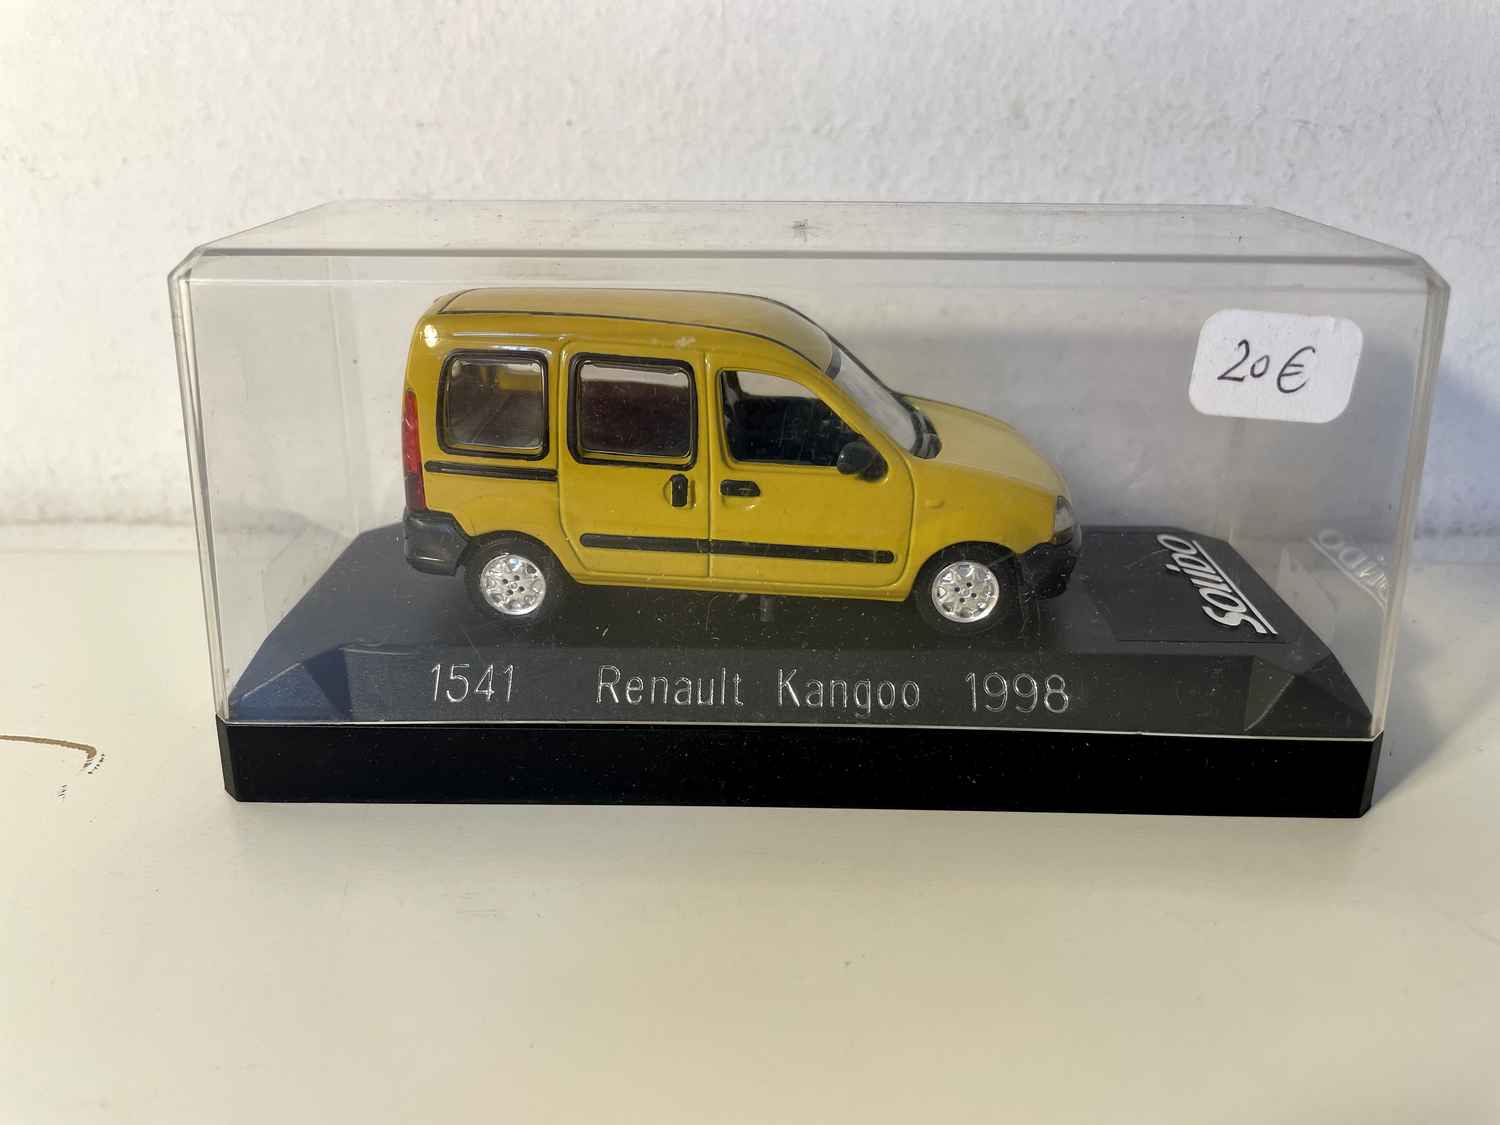 20€
Solido
1541 Renault Kangoo 1998